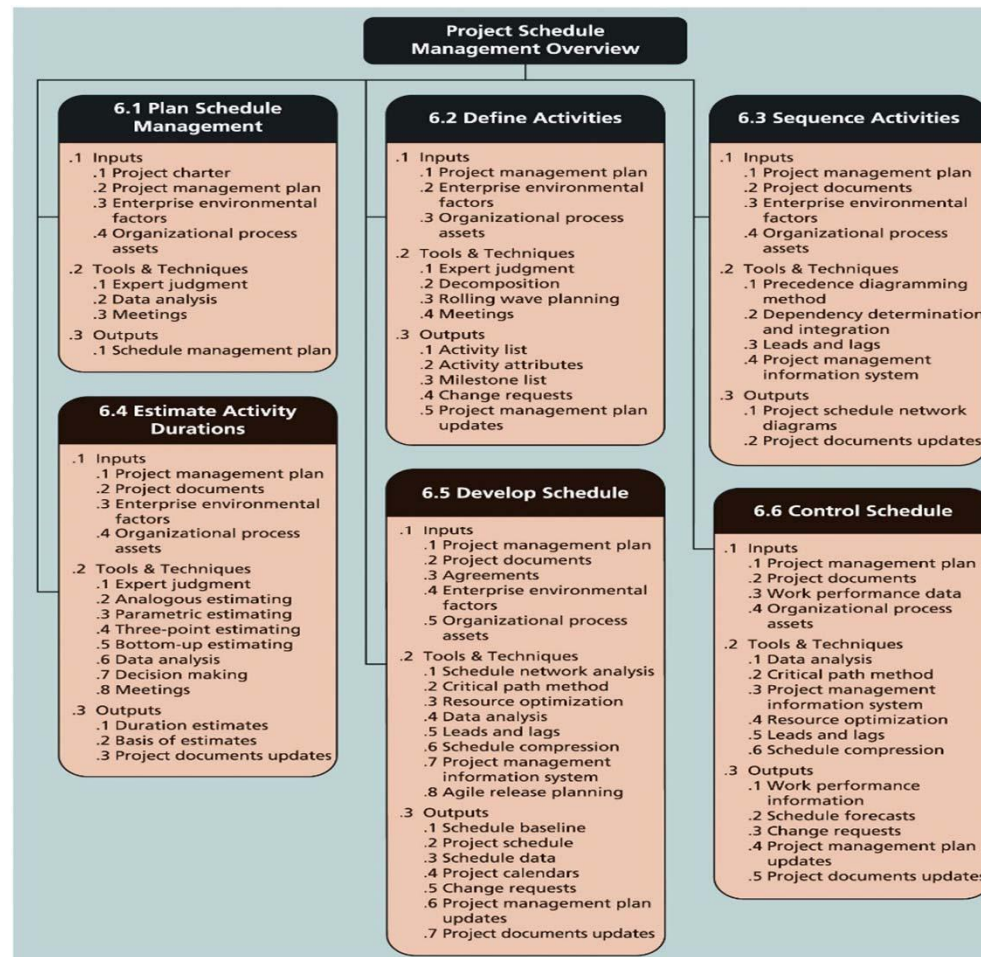 Project Schedule
Management Overview
6.1 Plan Schedule
Management
.1 Inputs
.1 Project charter
.2 Project management plan
.3 Enterprise environmental
factors
.4 Organizational process
assets
.2 Tools & Techniques
.1 Expert judgment
.2 Data analysis
.3 Meetings
.3 Outputs
.1 Schedule management plan
6.2 Define Activities
.1 Inputs
.1 Project management plan
.2 Enterprise environmental
factors
.3 Organizational process
assets
.2 Tools & Techniques
.1 Expert judgment
.2 Decomposition
.3 Rolling wave planning
.4 Meetings
.3 Outputs
.1 Activity list
.2 Activity attributes
.3 Milestone list
.4 Change requests
.5 Project management plan
updates
6.3 Sequence Activities
.1 Inputs
.1 Project management plan
.2 Project documents
.3 Enterprise environmental
factors
.4 Organizational process
assets
.2 Tools & Techniques
.1 Precedence diagramming
method
.2 Dependency determination
and integration
.3 Leads and lags
.4 Project management
information system
.3 Outputs
.1 Project schedule network
diagrams
.2 Project documents updates
6.4 Estimate Activity
Durations
.1 Inputs
.1 Project management plan
.2 Project documents
.3 Enterprise environmental
factors
.4 Organizational process
assets
.2 Tools & Techniques
.1 Expert judgment
.2 Analogous estimating
.3 Parametric estimating
.4 Three-point estimating
.5 Bottom-up estimating
.6 Data analysis
.7 Decision making
.8 Meetings
.3 Outputs
.1 Duration estimates
.2 Basis of estimates
.3 Project documents updates
6.5 Develop Schedule
.1 Inputs
.1 Project management plan
.2 Project documents
.3 Agreements
.4 Enterprise environmental
factors
.5 Organizational process
assets
.2 Tools & Techniques
.1 Schedule network analysis
.2 Critical path method
.3 Resource optimization
.4 Data analysis
.5 Leads and lags
.6 Schedule compression
.7 Project management
information system
.8 Agile release planning
.3 Outputs
.1 Schedule baseline
.2 Project schedule
.3 Schedule data
.4 Project calendars
.5 Change requests
.6 Project management plan
updates
.7 Project documents updates
6.6 Control Schedule
.1 Inputs
.1 Project management plan
.2 Project documents
.3 Work performance data
.4 Organizational process
assets
.2 Tools & Techniques
.1 Data analysis
.2 Critical path method
.3 Project management
information system
.4 Resource optimization
.5 Leads and lags
.6 Schedule compression
.3 Outputs
.1 Work performance
information
.2 Schedule forecasts
.3 Change requests
.4 Project management plan
updates
.5 Project documents updates